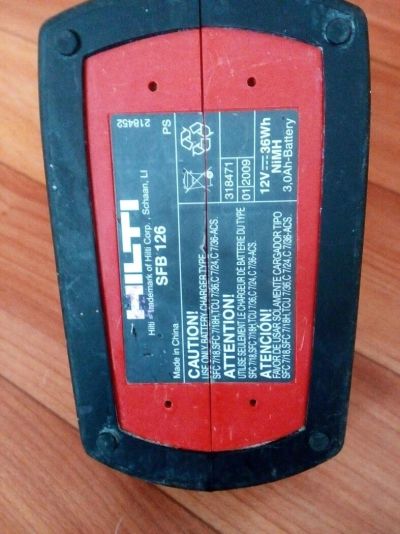 HILTI
Hilti = trademark of Hilti Corp., Schaan, LI
SFB 126
218452
PS
Made in China
318471
01 2009
12V 36Wh
NiMH
3,0Ah-Battery
CAUTION!
USE ONLY BATTERY CHARGER TYPE
SFC 7/18,SFC 7/18H,TCU 7/36,C 7/24,C 7/36-ACS.
ATTENTION!
UTILISE SEULEMENT LE CHARGEUR DE BATTERIE DU TYPE
SFC 7/18,SFC 7/18H,TCU 7/36,C 7/24,C 7/36-ACS.
ATENCIÓN!
FAVOR DE USAR SOLAMENTE CARGADOR TIPO
SFC 7/18,SFC 7/18H,TCU 7/36,C 7/24,C 7/36-ACS.